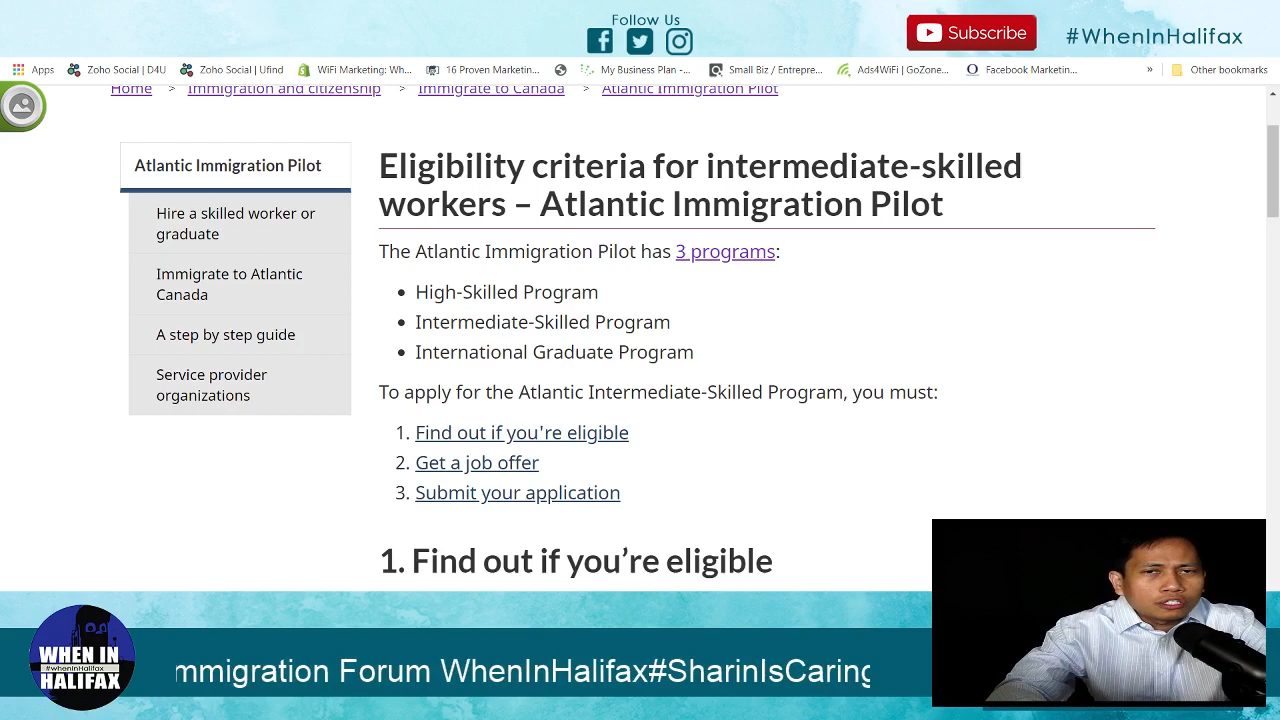 Follow Us
Subscribe
#WhenInHalifax
Apps
Zoho Social | D4U
Zoho Social | Ufind
WiFi Marketing: Wh...
11 Proven Marketin...
My Business Plan -...
Small Biz / Entrepre...
Ads4WiFi | GoZone...
Facebook Marketin...
»
Other bookmarks
Home > Immigration and citizenship > Immigrate to Canada > Atlantic Immigration Pilot
Atlantic Immigration Pilot
Hire a skilled worker or
graduate
Immigrate to Atlantic
Canada
A step by step guide
Service provider
organizations
Eligibility criteria for intermediate-skilled
workers – Atlantic Immigration Pilot
The Atlantic Immigration Pilot has 3 programs:
• High-Skilled Program
• Intermediate-Skilled Program
• International Graduate Program
To apply for the Atlantic Intermediate-Skilled Program, you must:
1. Find out if you're eligible
2. Get a job offer
3. Submit your application
1. Find out if you’re eligible
WHEN IN
#whenInHalifax
HALIFAX
mmigration Forum WhenInHalifax#SharinIsCaring